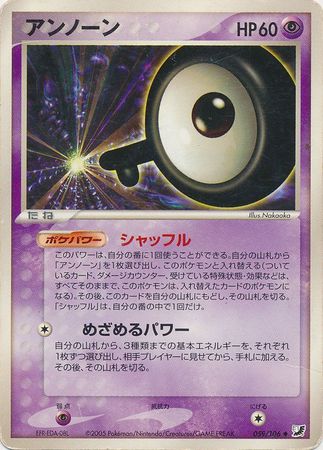 アンノーン HP60
Illus.Nakaoka
たね
ポケパワー シャッフル
このパワーは、自分の番に1回使うことができる。自分の山札から
「アンノーン」を1枚選び出し、このポケモンと入れ替える(ついて
いるカード、ダメージカウンター、受けている特殊状態・効果などは、
すべてそのままで、このポケモンは、入れ替えたカードのポケモンに
なる)。その後、このカードを自分の山札にもどし、その山札を切る。
「シャッフル」は、自分の番の中で1回だけ。
めざめるパワー
自分の山札から、3種類までの基本エネルギーを、それぞれ
1枚ずつ選び出し、相手プレイヤーに見せてから、手札に加える。
その後、山札を切る。
弱点 抵抗力 にげる
©2005 Pokémon/Nintendo/Creatures/GAME FREAK.
059/106